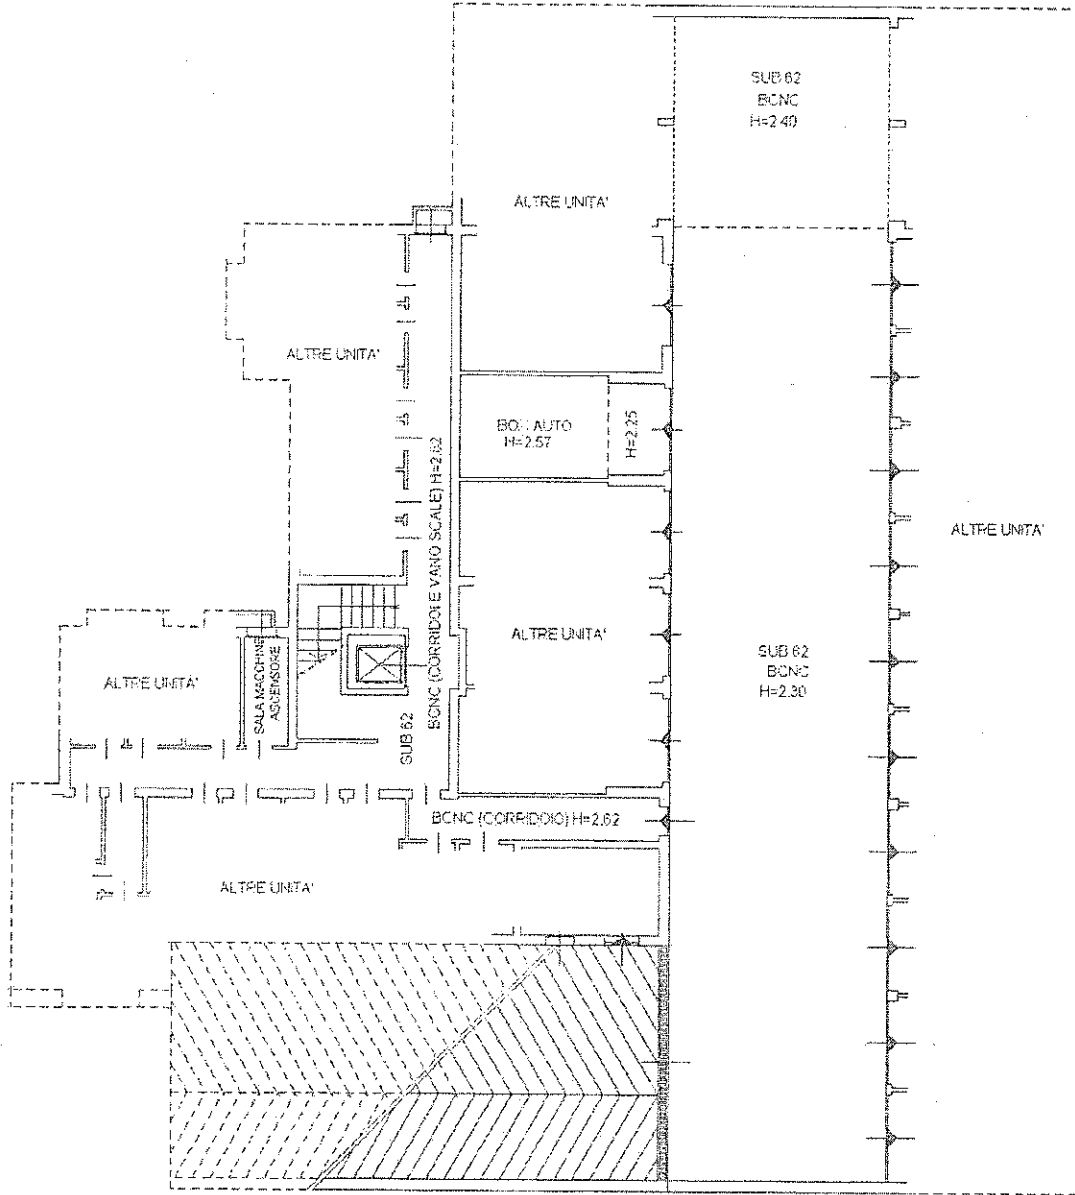 SUB 62
BCNC
H=2.40
ALTRE UNITA'
ALTRE UNITA'
BOX AUTO
H=2.57
H=2.25
BCNC (CORRIDOI E VANO SCALE) H=2.62
SUB 62
ALTRE UNITA'
ALTRE UNITA'
SUB 62
BCNC
H=2.30
ALTRE UNITA'
SALA MACCHINE
ASCENSORE
BCNC (CORRIDOIO) H=2.62
ALTRE UNITA'
ALTRE UNITA'